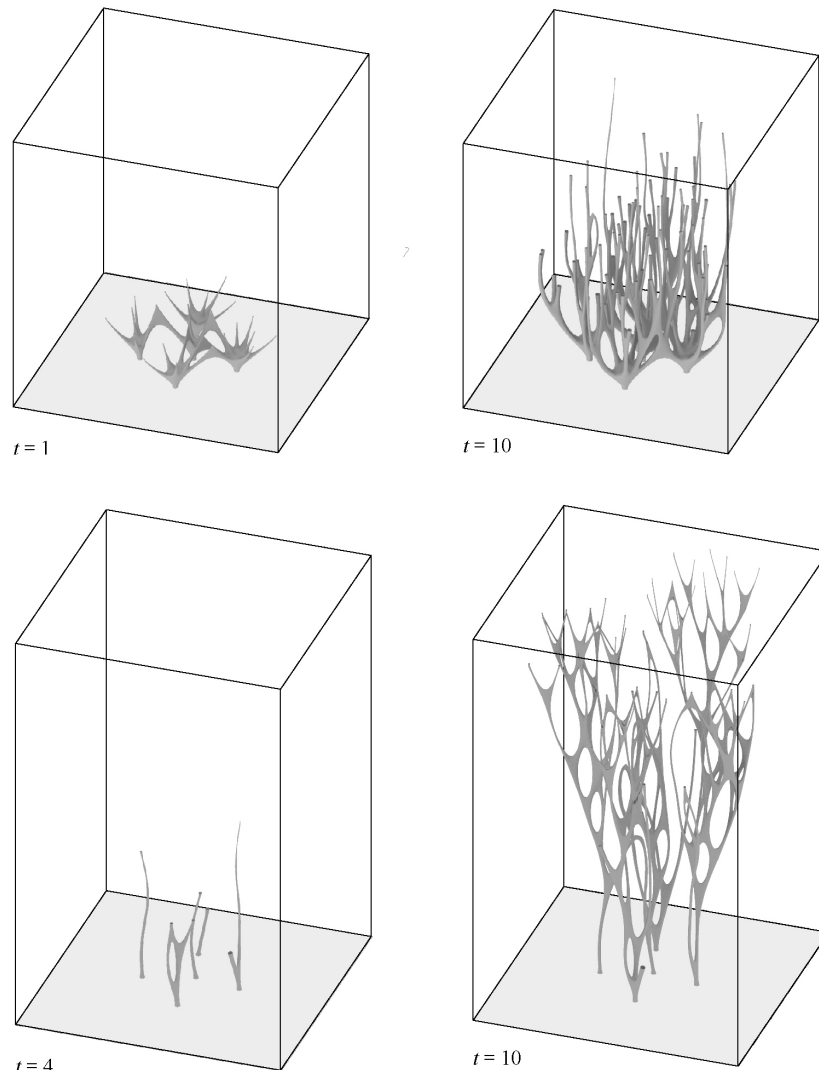 t = 1
t = 10
t = 4
t = 10